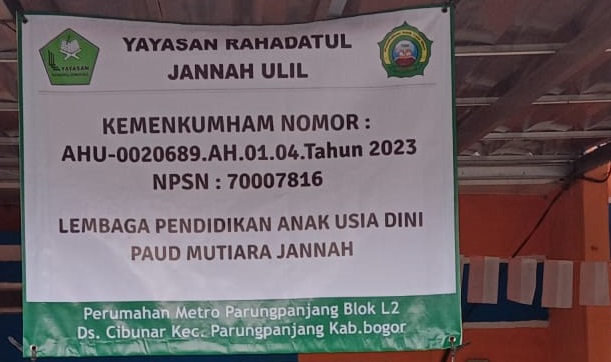 YAYASAN RAHADATUL
JANNAH ULIL
YAYASAN
KEMENKUMHAM NOMOR :
AHU-0020689.AH.01.04.Tahun 2023
NPSN : 70007816
LEMBAGA PENDIDIKAN ANAK USIA DINI
PAUD MUTIARA JANNAH
Perumahan Metro Parungpanjang Blok L2
Ds. Cibunar Kec. Parungpanjang Kab.bogor